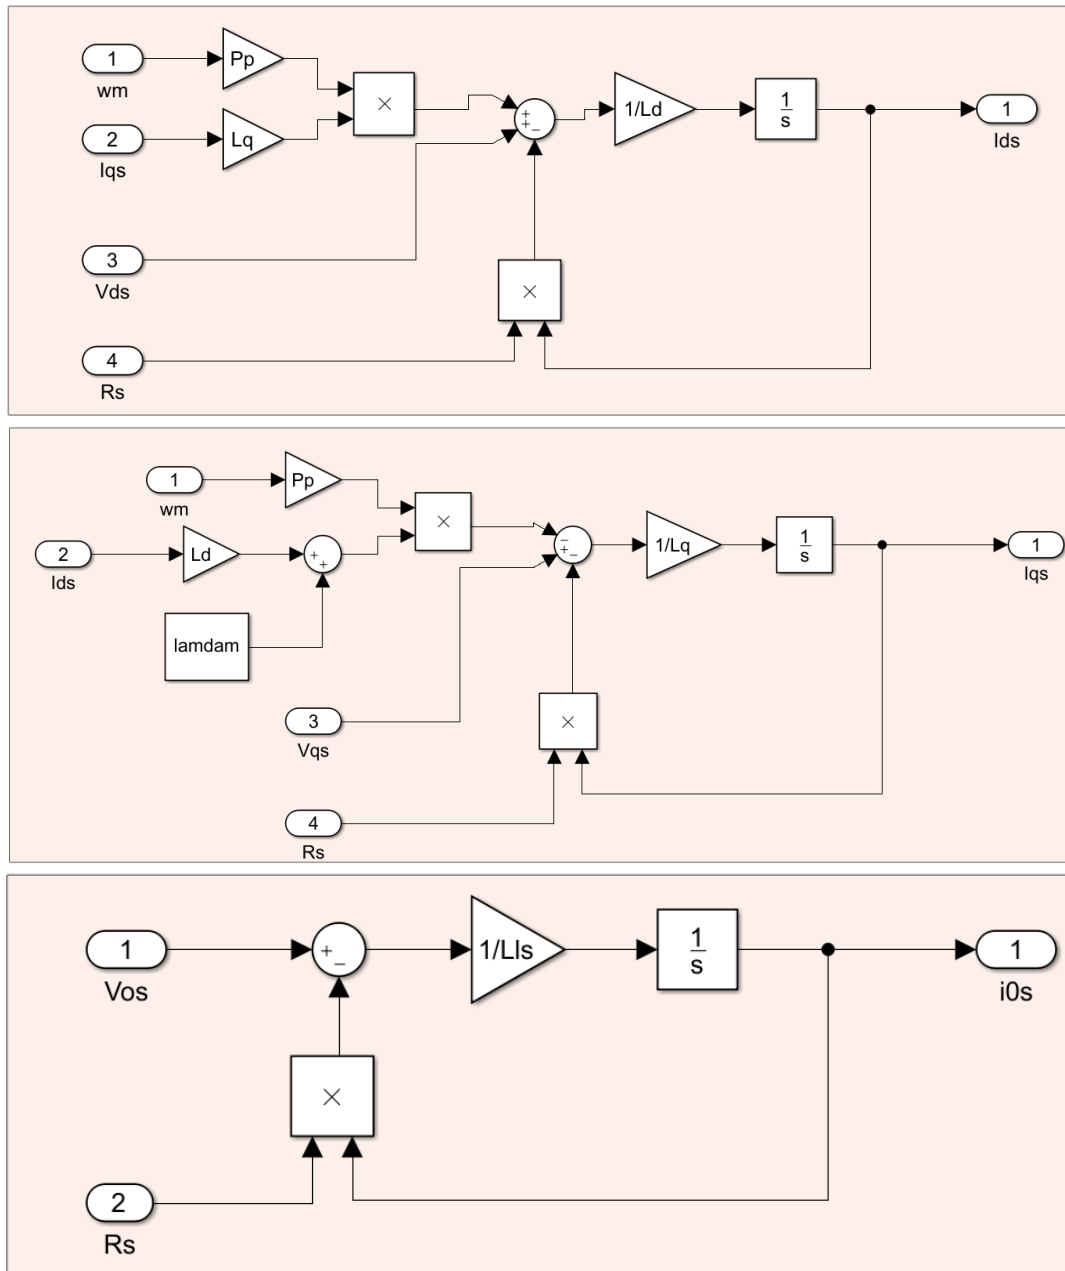 1
wm
Pp
×
2
Iqs
Lq
+
+
−
1/Ld
1
s
1
Ids
3
Vds
×
4
Rs
1
wm
Pp
×
2
Ids
Ld
+
+
−
+
−
1/Lq
1
s
1
Iqs
lamdam
3
Vqs
×
4
Rs
1
Vos
+
−
1/Lls
1
s
1
i0s
×
2
Rs